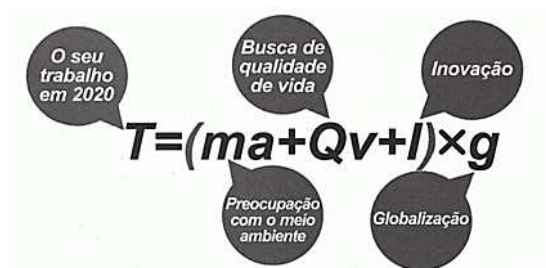 O seu
trabalho
em 2020
Busca de
qualidade
de vida
Inovação
T=(ma+Qv+I)×g
Preocupação
com o meio
ambiente
Globalização